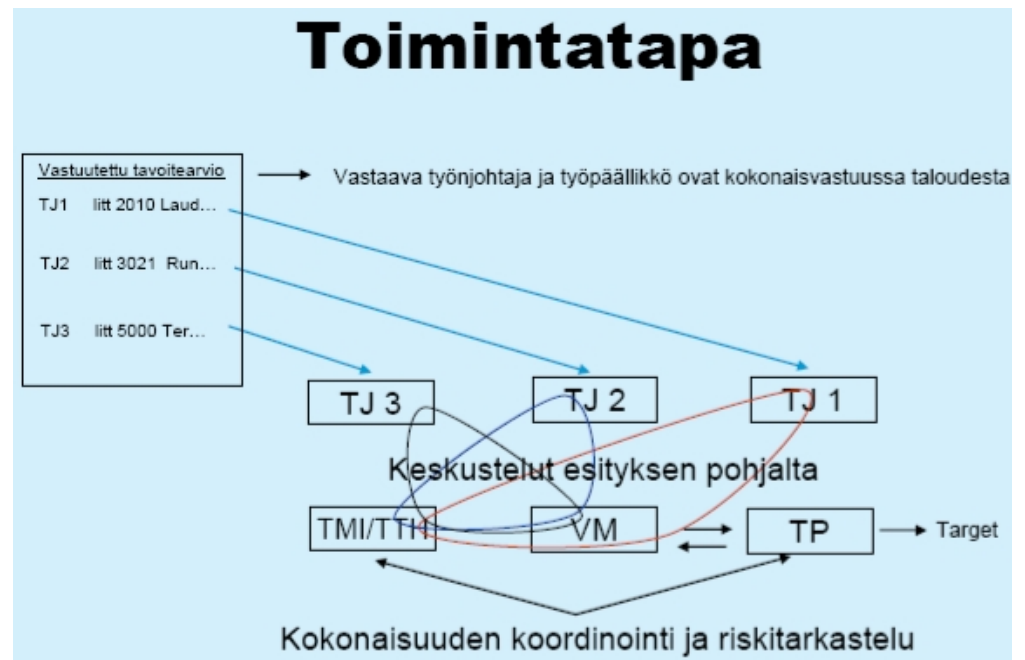 Toimintatapa
Vastuutettu tavoitearvio
Vastaava työnjohtaja ja työpäällikkö ovat kokonaisvastuussa taloudesta
TJ1 litt 2010 Laud...
TJ2 litt 3021 Run...
TJ3 litt 5000 Ter...
TJ 3 TJ 2 TJ 1
Keskustelut esityksen pohjalta
TMI/TTH VM TP Target
Kokonaisuuden koordinointi ja riskitarkastelu